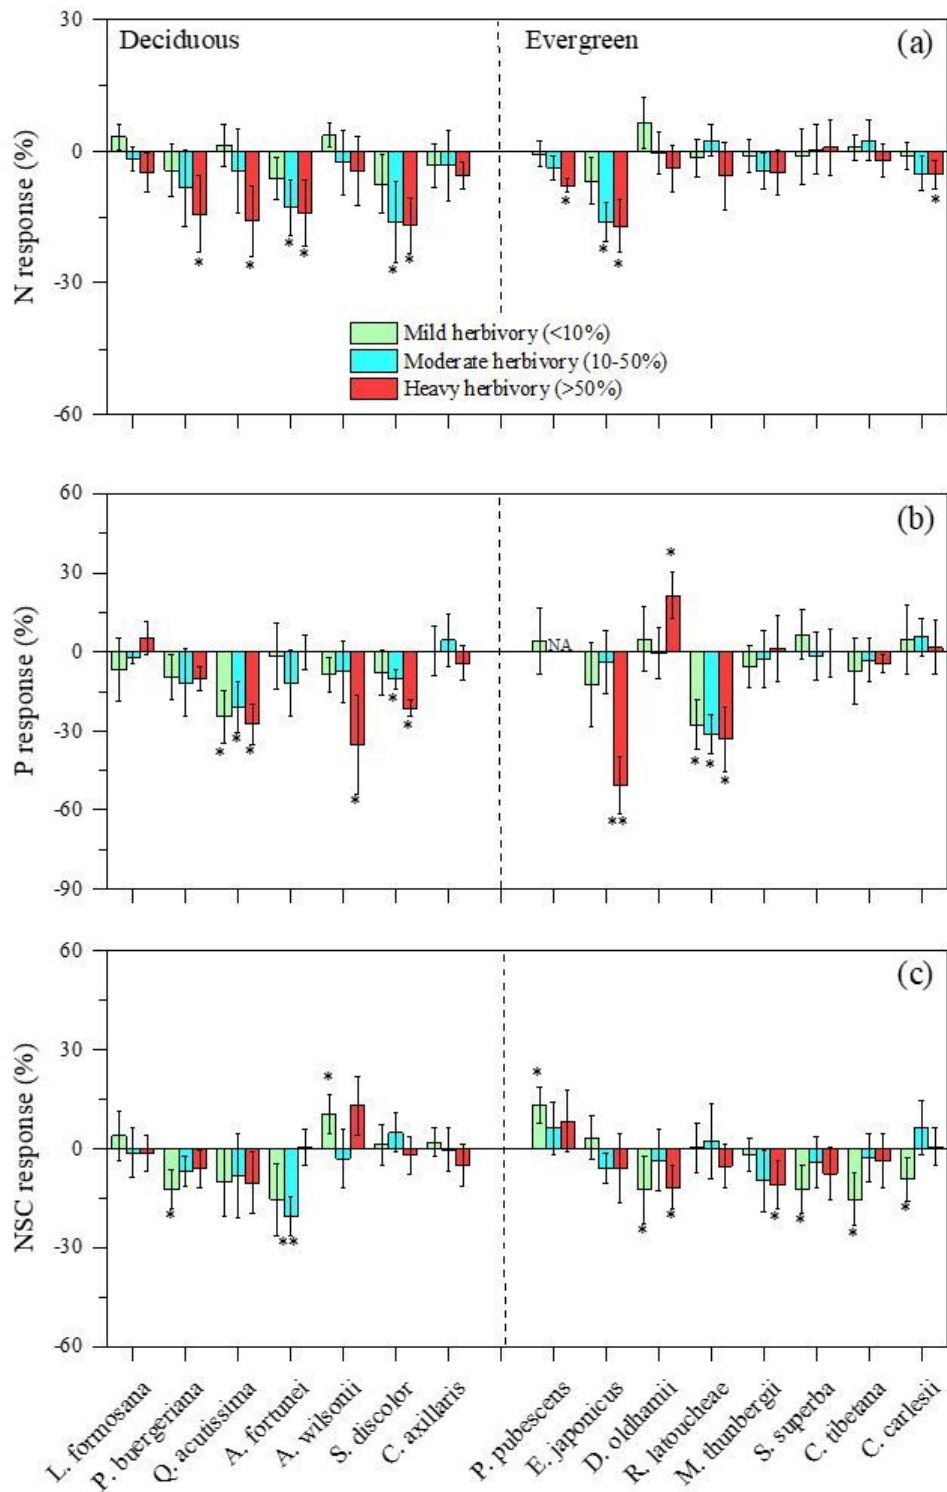 30
Deciduous
Evergreen
(a)
N response (%)
0
* * * * * * * * * * *
-30
Mild herbivory (<10%)
Moderate herbivory (10-50%)
Heavy herbivory (>50%)
-60
60
(b)
P response (%)
30
*
0
NA
-30
* * * * * * * * *
-60
* *
-90
60
(c)
NSC response (%)
30
* *
0
* * * * * * * * *
-30
-60
L. formosana
P. buergeriana
Q. acutissima
A. fortunei
A. wilsonii
S. discolor
C. axillaris
P. pubescens
E. japonicus
D. oldhamii
R. latoucheae
M. thunbergii
S. superba
C. tibetana
C. carlesii